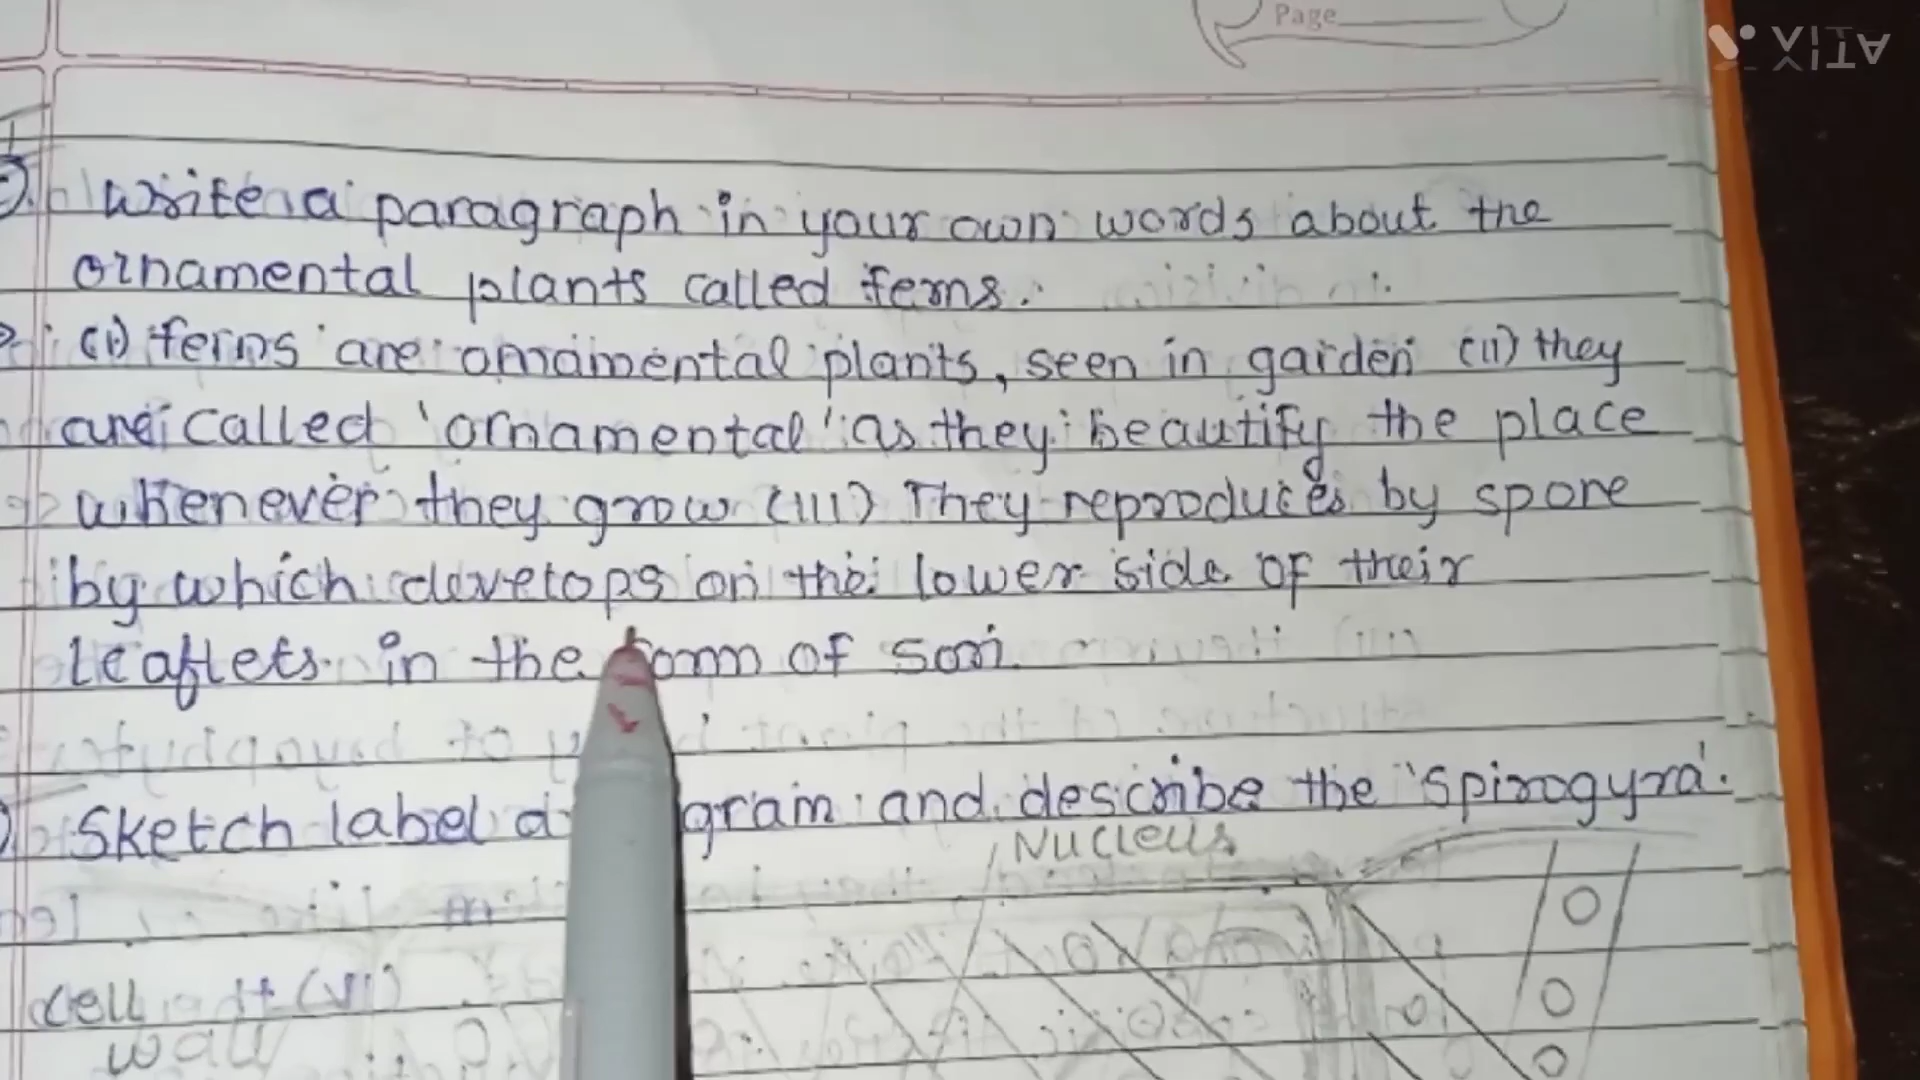 Page
VITA
write a paragraph in your own words about the
ornamental plants called ferns.
(i) ferns are ornamental plants, seen in garden (ii) they
are called 'ornamental' as they beautify the place
whenever they grow (iii) They reproduces by spore
by which develops on the lower side of their
leaflets in the form of sori.
Sketch label gram and describe the 'spirogyra'.
Nucleus
cell
wall